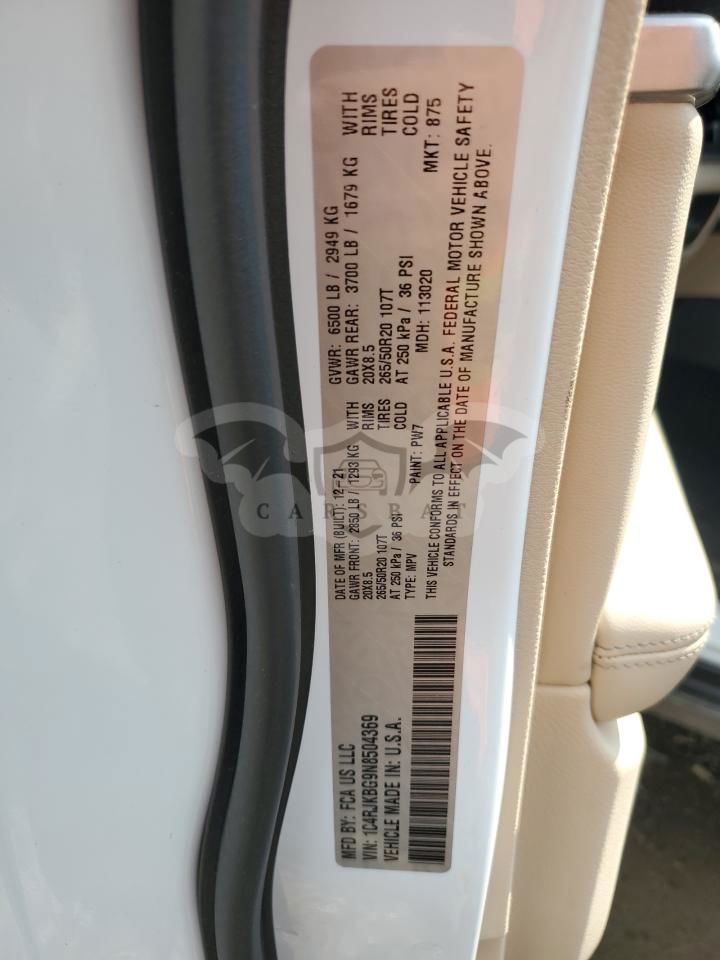 MFD BY: FCA US LLC
DATE OF MFR (BUILT): 12-21
GVWR: 6500 LB / 2949 KG
GAWR FRONT: 2850 LB / 1293 KG WITH
GAWR REAR: 3700 LB / 1679 KG WITH
20X8.5 RIMS
20X8.5 RIMS
265/50R20 107T TIRES
265/50R20 107T TIRES
AT 250 kPa / 36 PSI COLD
AT 250 kPa / 36 PSI COLD
VIN: 1C4RJKBG9N8504369
TYPE: MPV
PAINT: PW7
MDH: 113020
MKT: 875
VEHICLE MADE IN: U.S.A.
THIS VEHICLE CONFORMS TO ALL APPLICABLE U.S.A. FEDERAL MOTOR VEHICLE SAFETY
STANDARDS IN EFFECT ON THE DATE OF MANUFACTURE SHOWN ABOVE.
CARSBAT